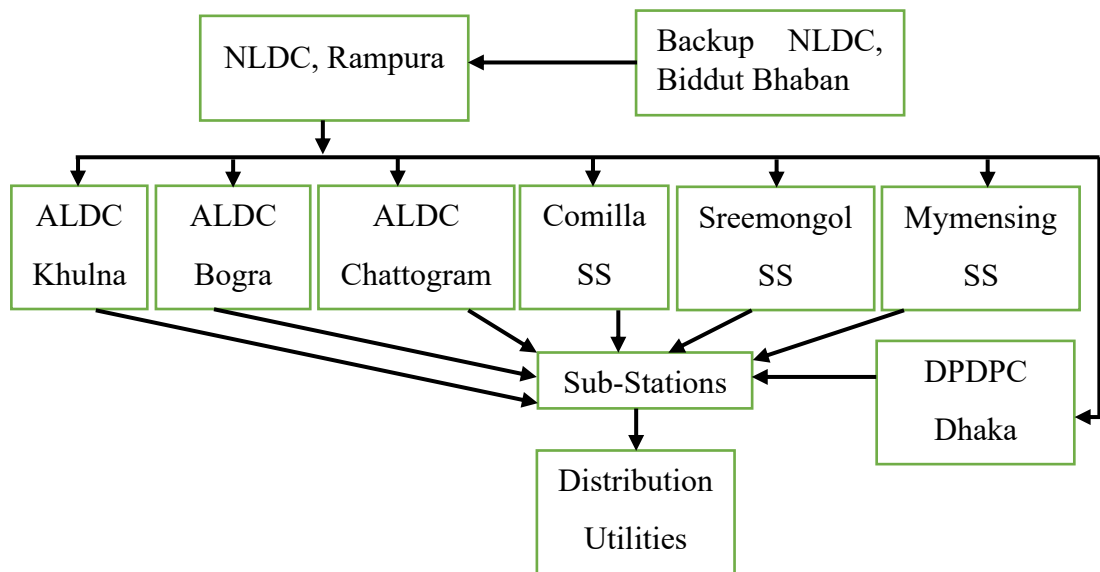 NLDC, Rampura
Backup NLDC,
Biddut Bhaban
ALDC
Khulna
ALDC
Bogra
ALDC
Chattogram
Comilla
SS
Sreemongol
SS
Mymensing
SS
Sub-Stations
DPDPC
Dhaka
Distribution
Utilities